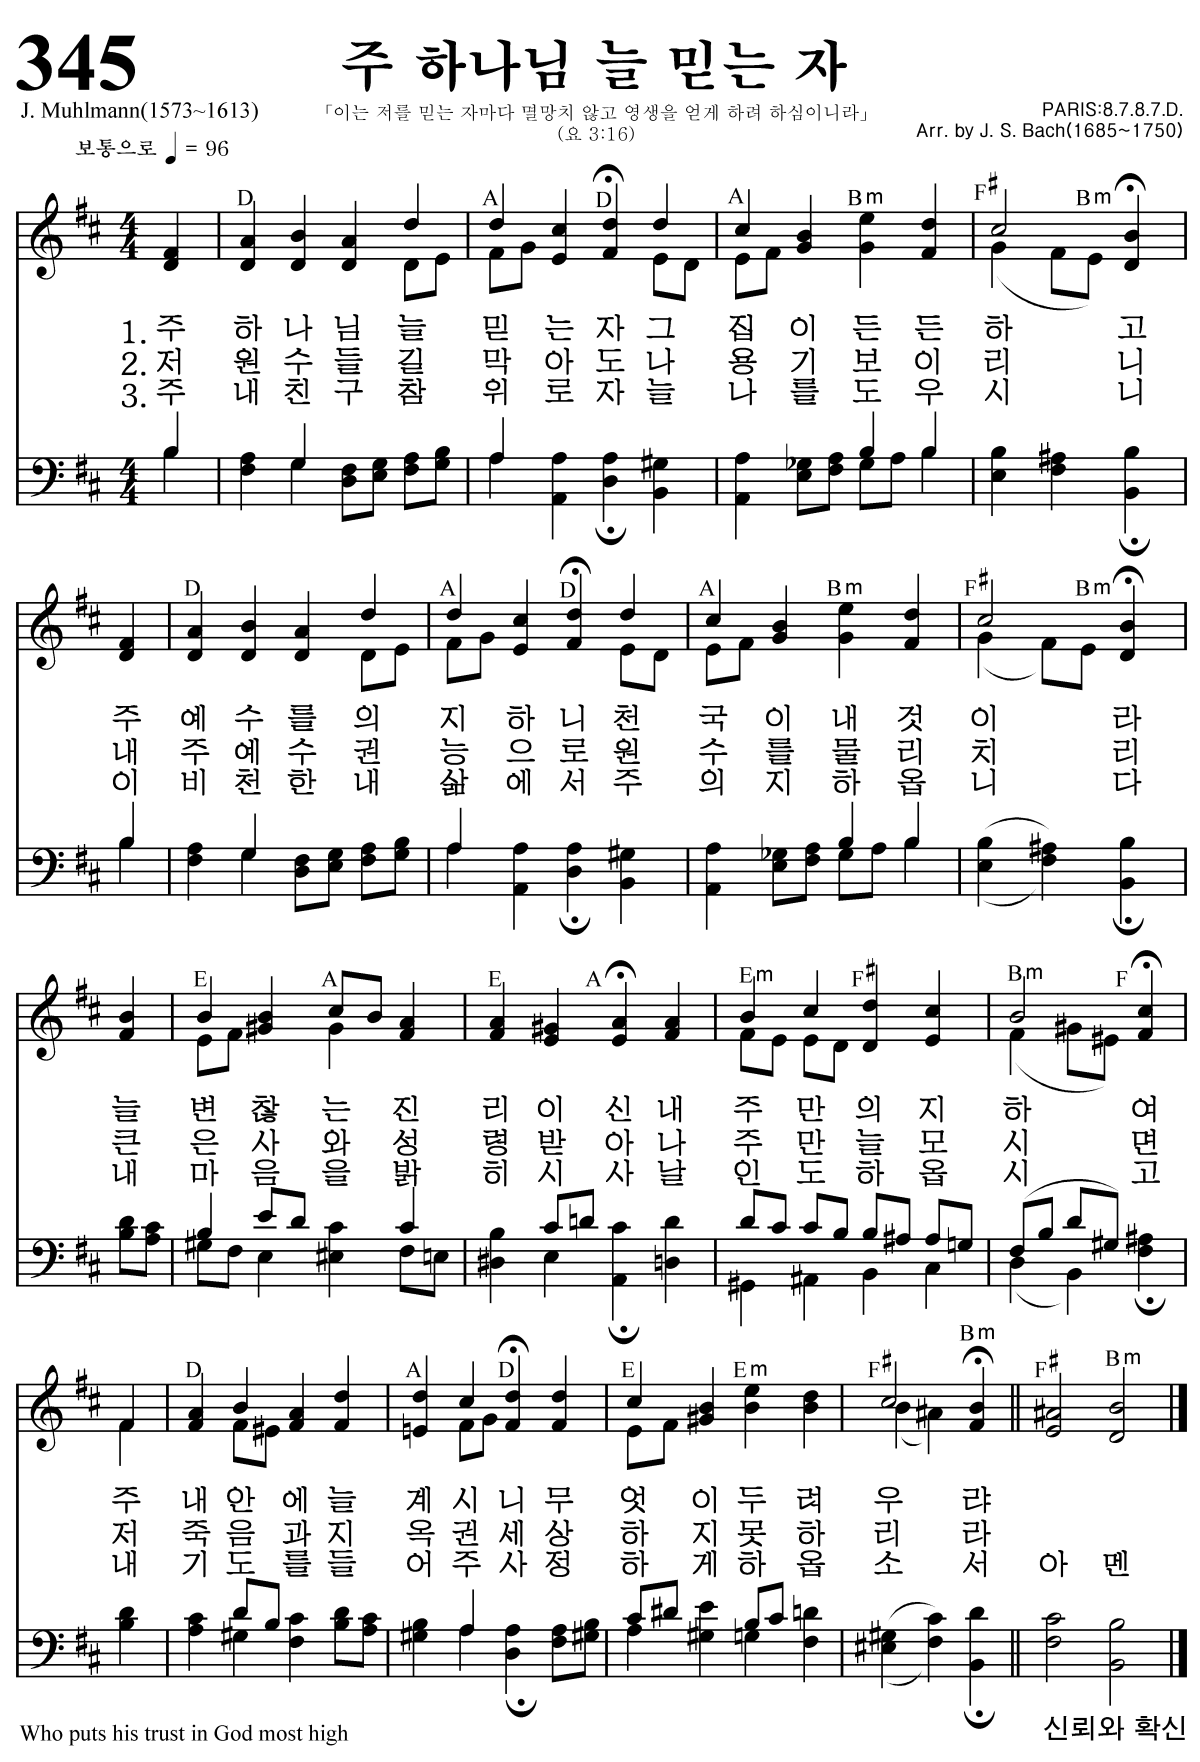 345
주 하나님 늘 믿는 자
J. Muhlmann(1573~1613)
「이는 저를 믿는 자마다 멸망치 않고 영생을 얻게 하려 하심이니라」
(요 3:16)
PARIS:8.7.8.7.D.
Arr. by J. S. Bach(1685~1750)
보통으로 ♩ = 96
D A D A Bm F# Bm
1. 주 하 나 님 늘 믿 는 자 그 집 이 든 든 하 고
2. 저 원 수 들 길 막 아 도 나 용 기 보 이 리 니
3. 주 내 친 구 참 위 로 자 늘 나 를 도 우 시 니
D A D A Bm F# Bm
주 예 수 를 의 지 하 니 천 국 이 내 것 이 라
내 주 예 수 권 능 으 로 원 수 를 물 리 치 리
이 비 천 한 내 삶 에 서 주 의 지 하 옵 니 다
E A E A Em F# Bm F
늘 변 찮 는 진 리 이 신 내 주 만 의 지 하 여
큰 은 사 와 성 령 받 아 나 주 만 늘 모 시 면
내 마 음 을 밝 히 시 사 날 인 도 하 옵 시 고
D A D E Em F# Bm F# Bm
주 내 안 에 늘 계 시 니 무 엇 이 두 려 우 랴
저 죽 음 과 지 옥 권 세 상 하 지 못 하 리 라
내 기 도 를 들 어 주 사 정 하 게 하 옵 소 서 아 멘
Who puts his trust in God most high
신뢰와 확신